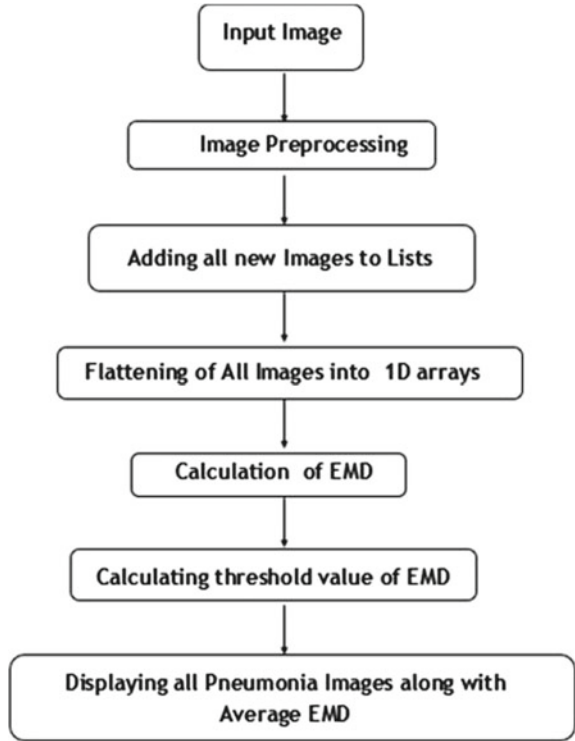 Input Image
Image Preprocessing
Adding all new Images to Lists
Flattening of All Images into 1D arrays
Calculation of EMD
Calculating threshold value of EMD
Displaying all Pneumonia Images along with
Average EMD